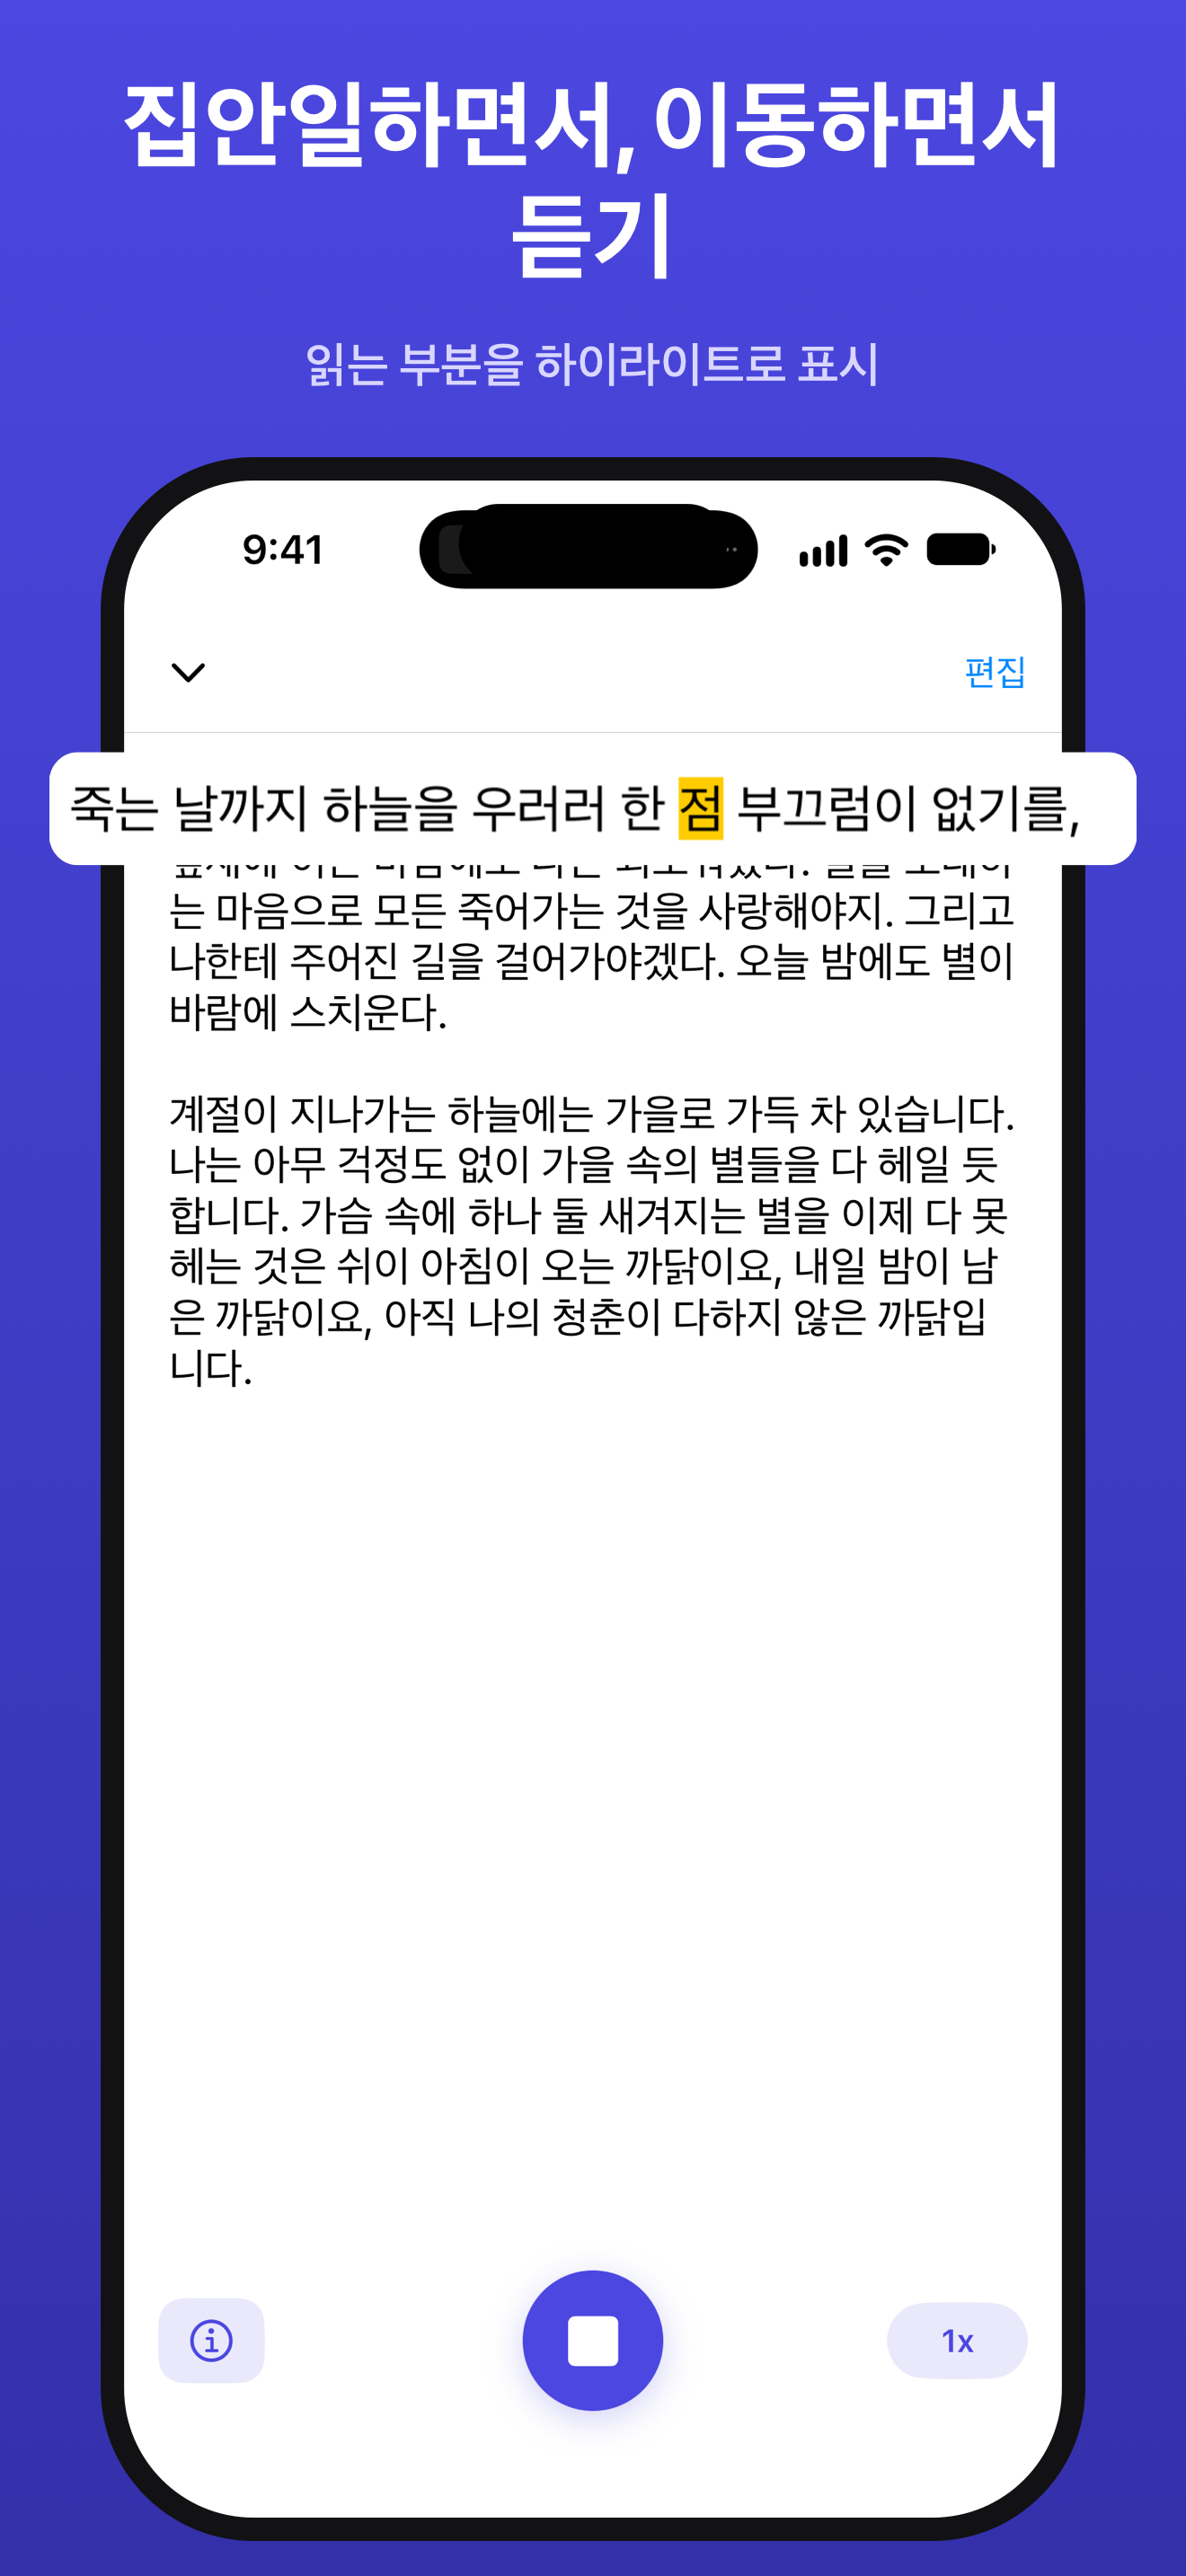 집안일하면서, 이동하면서
듣기
읽는 부분을 하이라이트로 표시
9:41
편집
죽는 날까지 하늘을 우러러 한 점 부끄럼이 없기를,
는 마음으로 모든 죽어가는 것을 사랑해야지. 그리고
나한테 주어진 길을 걸어가야겠다. 오늘 밤에도 별이
바람에 스치운다.
계절이 지나가는 하늘에는 가을로 가득 차 있습니다.
나는 아무 걱정도 없이 가을 속의 별들을 다 헤일 듯
합니다. 가슴 속에 하나 둘 새겨지는 별을 이제 다 못
헤는 것은 쉬이 아침이 오는 까닭이요, 내일 밤이 남
은 까닭이요, 아직 나의 청춘이 다하지 않은 까닭입
니다.
1x